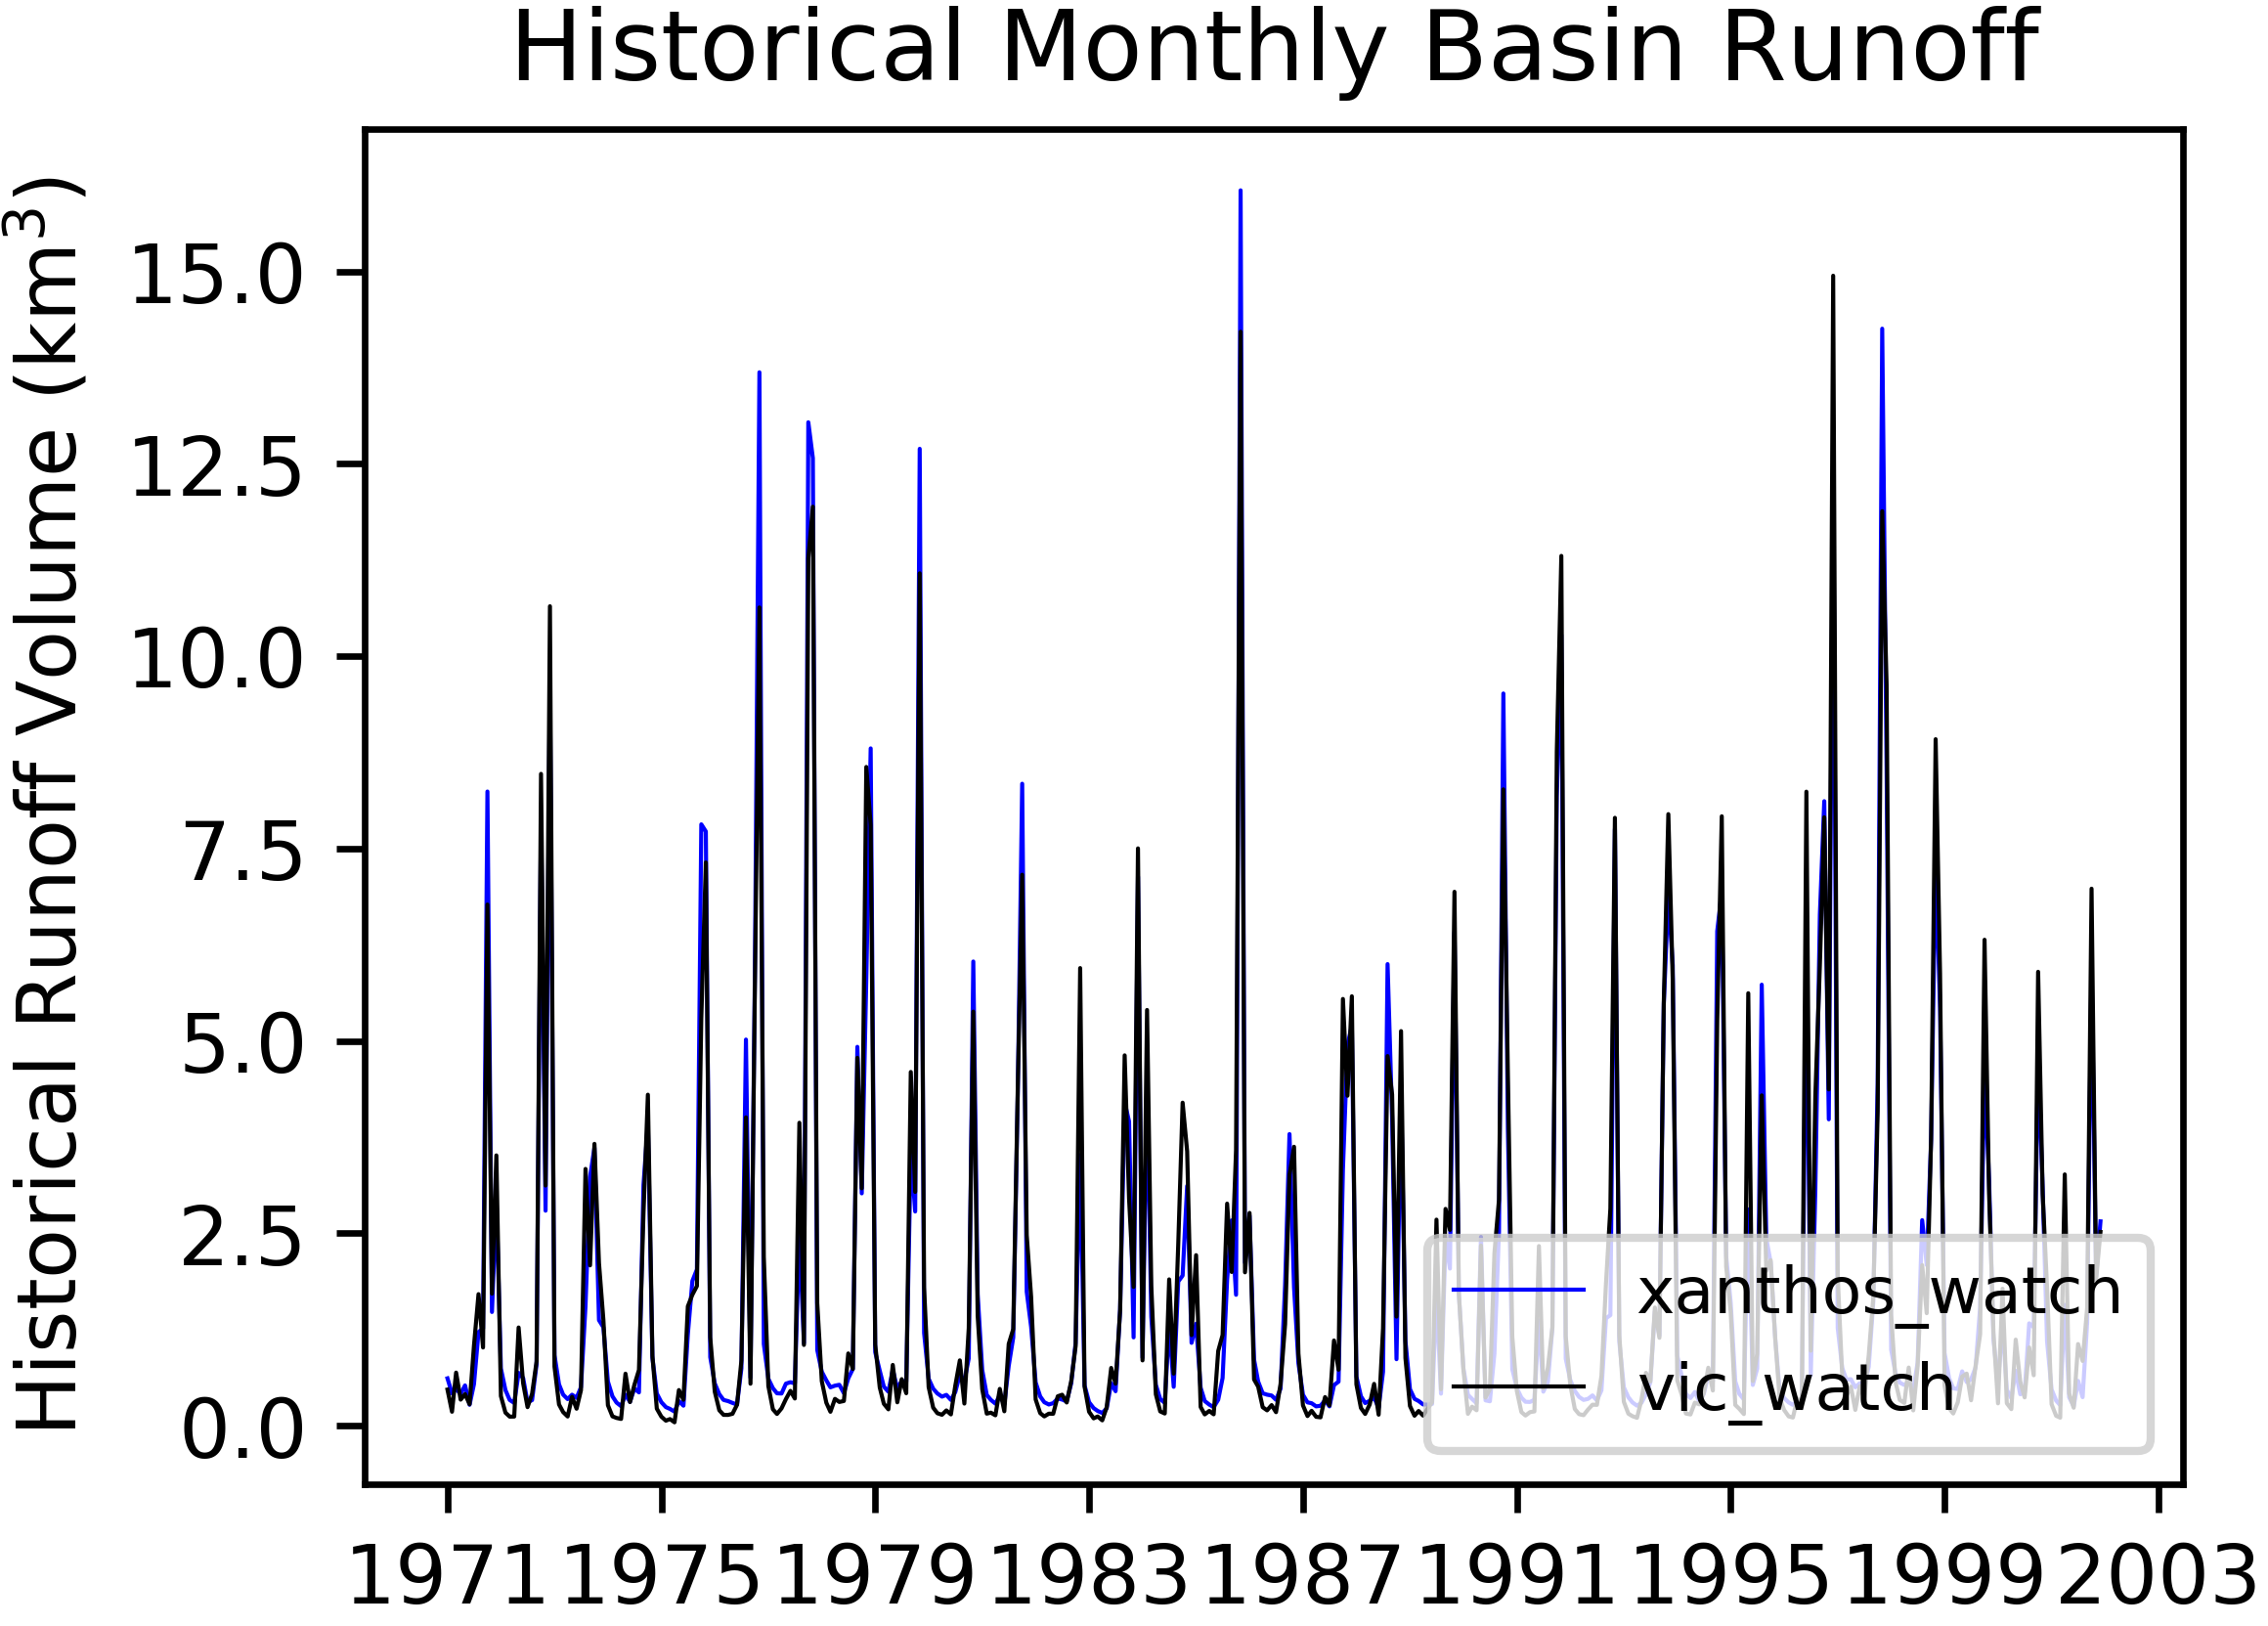 Historical Monthly Basin Runoff
Historical Runoff Volume (km³)
15.0
12.5
10.0
7.5
5.0
2.5
0.0
xanthos_watch
vic_watch
1971 1975 1979 1983 1987 1991 1995 1999 2003